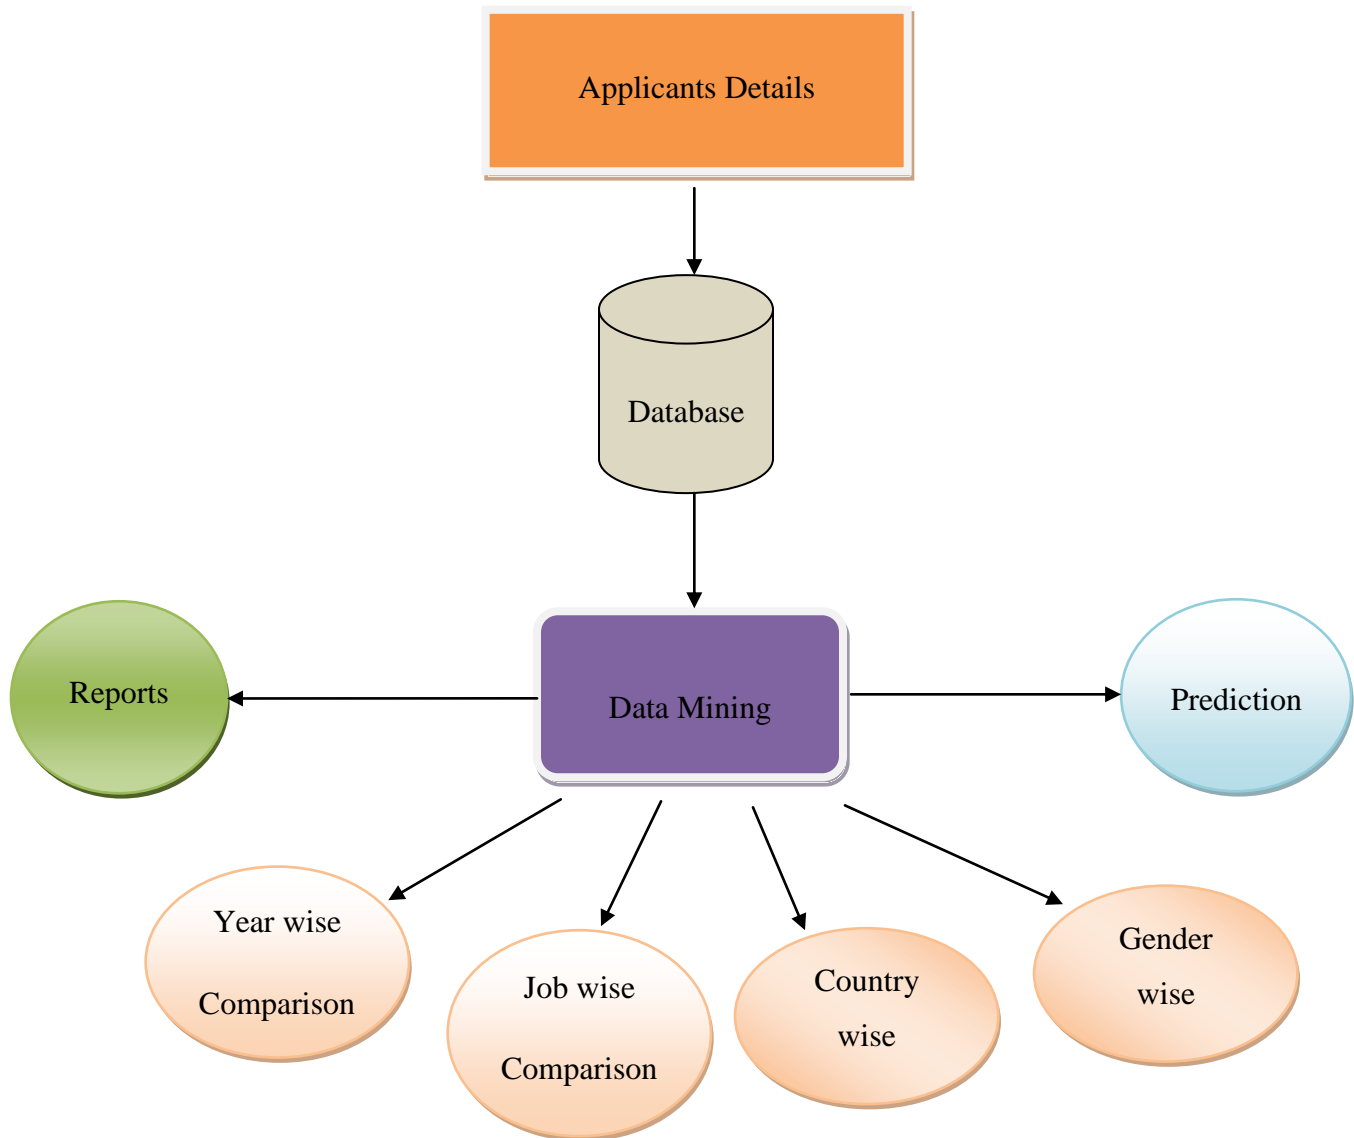 Applicants Details
Database
Reports
Data Mining
Prediction
Year wise
Comparison
Job wise
Comparison
Country
wise
Gender
wise